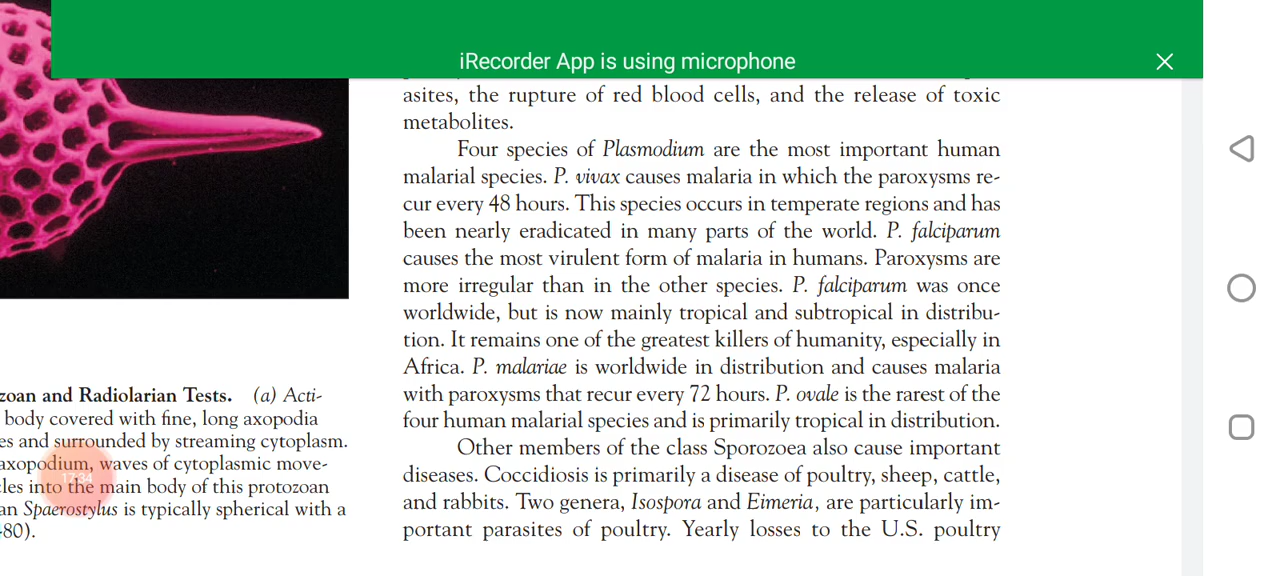 iRecorder App is using microphone
asites, the rupture of red blood cells, and the release of toxic
metabolites.
Four species of Plasmodium are the most important human
malarial species. P. vivax causes malaria in which the paroxysms re-
cur every 48 hours. This species occurs in temperate regions and has
been nearly eradicated in many parts of the world. P. falciparum
causes the most virulent form of malaria in humans. Paroxysms are
more irregular than in the other species. P. falciparum was once
worldwide, but is now mainly tropical and subtropical in distribu-
tion. It remains one of the greatest killers of humanity, especially in
Africa. P. malariae is worldwide in distribution and causes malaria
with paroxysms that recur every 72 hours. P. ovale is the rarest of the
four human malarial species and is primarily tropical in distribution.
Other members of the class Sporozoea also cause important
diseases. Coccidiosis is primarily a disease of poultry, sheep, cattle,
and rabbits. Two genera, Isospora and Eimeria, are particularly im-
portant parasites of poultry. Yearly losses to the U.S. poultry
zoan and Radiolarian Tests. (a) Acti-
body covered with fine, long axopodia
es and surrounded by streaming cytoplasm.
axopodium, waves of cytoplasmic move-
cles into the main body of this protozoan
an Spaerostylus is typically spherical with a
80).
17:34